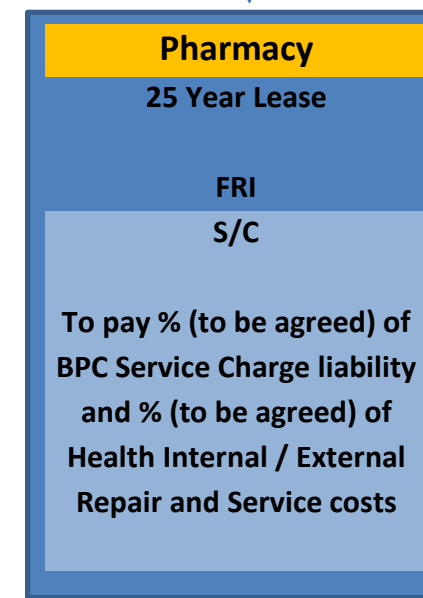 Pharmacy
25 Year Lease
FRI
S/C
To pay % (to be agreed) of
BPC Service Charge liability
and % (to be agreed) of
Health Internal / External
Repair and Service costs